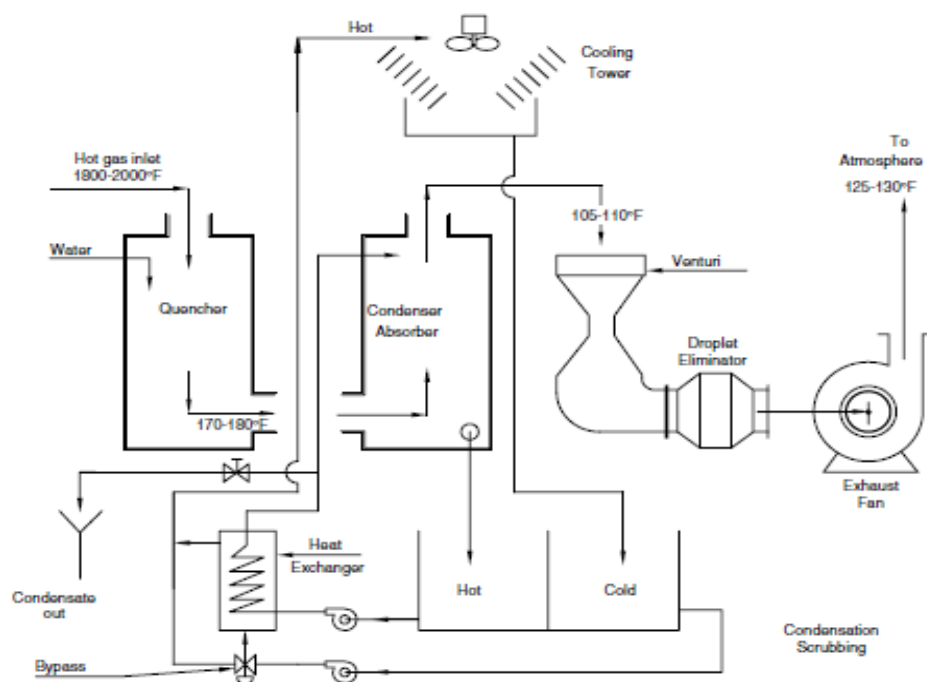 Hot
Cooling
Tower
Hot gas inlet
1800-2000°F
To
Atmosphere
125-130°F
105-110°F
Water
Venturi
Quencher
Condenser
Absorber
Droplet
Eliminator
170-180°F
Exhaust
Fan
Heat
Exchanger
Hot
Cold
Condensate
out
Condensation
Scrubbing
Bypass